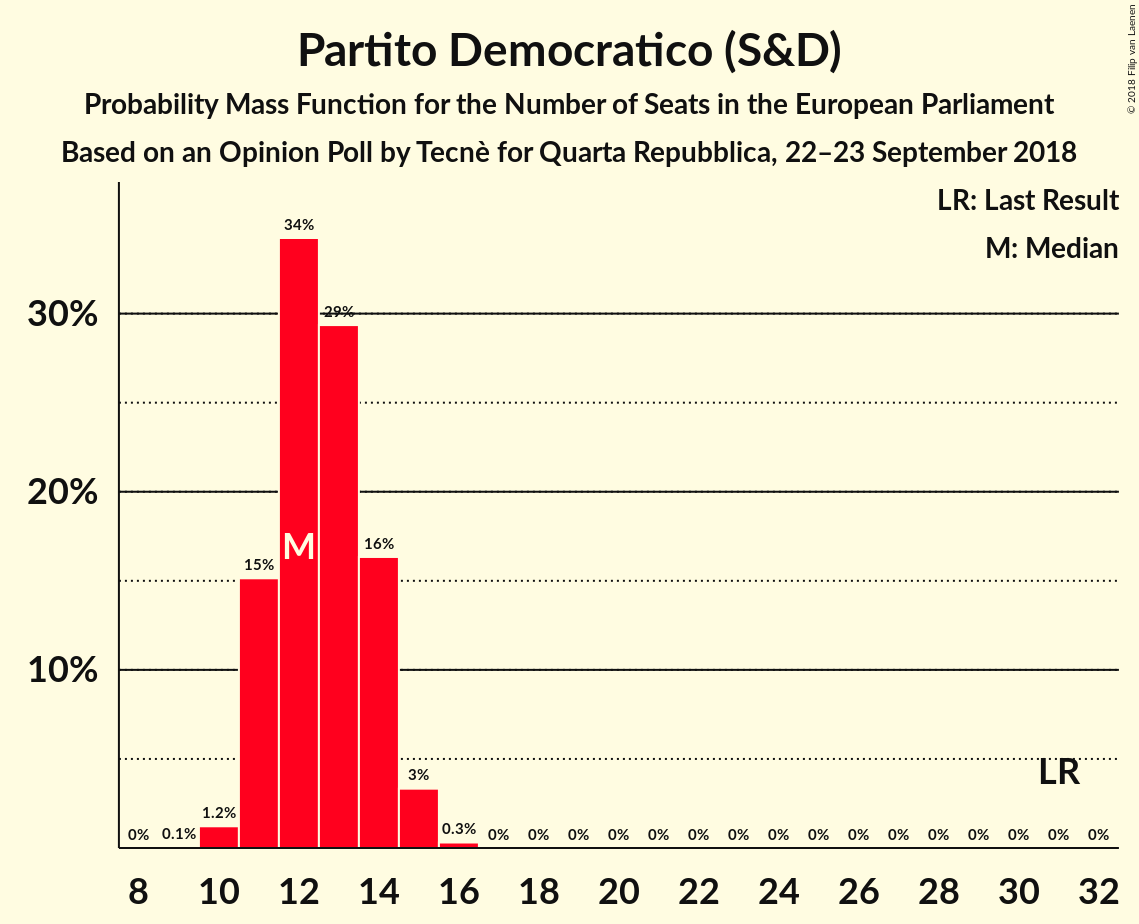 Partito Democratico (S&D)
Probability Mass Function for the Number of Seats in the European Parliament
Based on an Opinion Poll by Tecnè for Quarta Repubblica, 22–23 September 2018
© 2018 Filip van Laenen
LR: Last Result
M: Median
34%
30%
29%
20%
M
16%
15%
10%
LR
3%
1.2%
0.3%
0% 0.1% 0% 0% 0% 0% 0% 0% 0% 0% 0% 0% 0% 0% 0% 0% 0% 0%
8 10 12 14 16 18 20 22 24 26 28 30 32